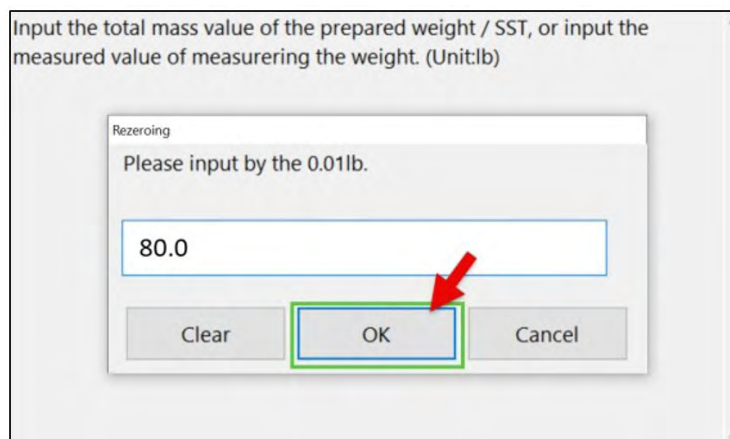 Input the total mass value of the prepared weight / SST, or input the
measured value of measurering the weight. (Unit:lb)
Rezeroing
Please input by the 0.01lb.
80.0
Clear
OK
Cancel